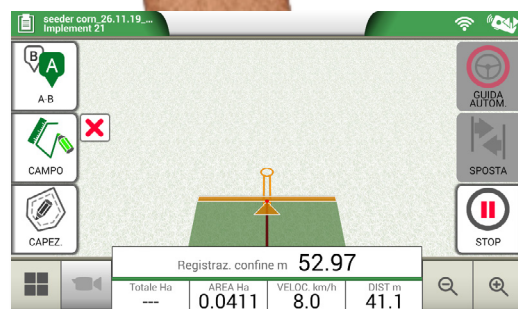 seeder corn_26.11.19_...
Implement 21
B
A
A-B
CAMPO
CAPEZ.
GUIDA
AUTOM.
SPOSTA
STOP
Registraz. confine m 52.97
Totale Ha
---
AREA Ha
0.0411
VELOC. km/h
8.0
DIST m
41.1